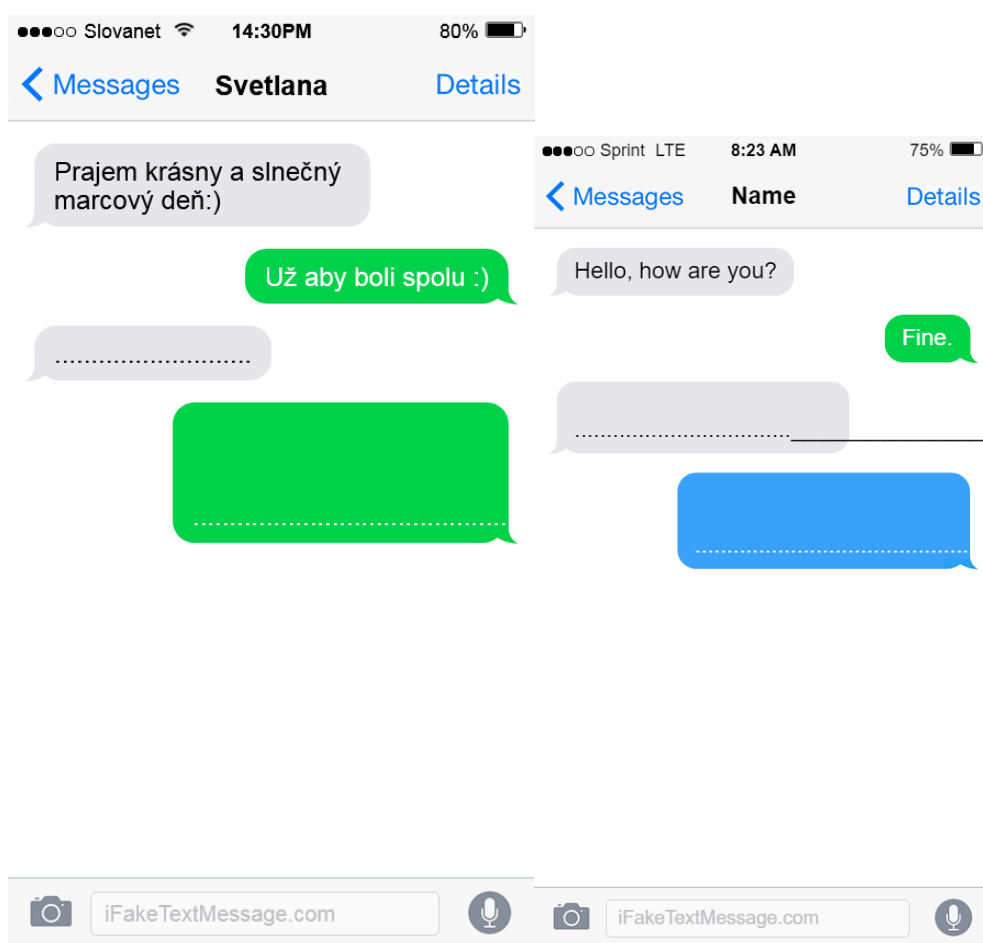 Slovanet 14:30PM 80%
Messages Svetlana Details
Prajem krásny a slnečný
marcový deň:)
Už aby boli spolu :)
...........................
...........................................
iFakeTextMessage.com
Sprint LTE 8:23 AM 75%
Messages Name Details
Hello, how are you?
Fine.
..................................________________
...........................................
iFakeTextMessage.com